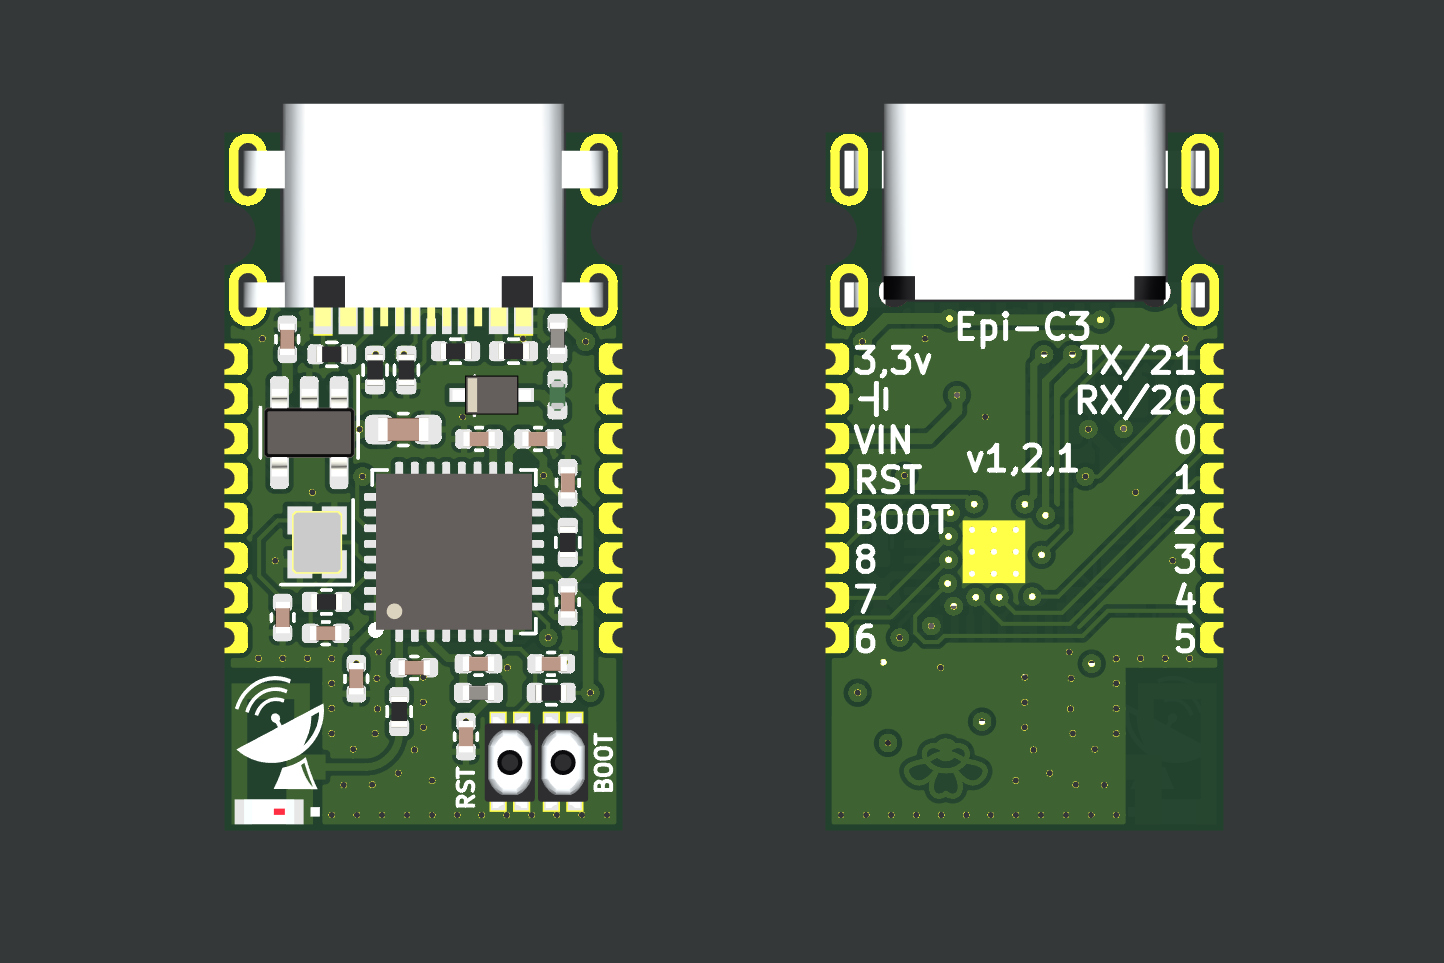 RST
BOOT
Epi-C3
3,3v
TX/21
RX/20
VIN
0
v1,2,1
RST
1
BOOT
2
8
3
7
4
6
5